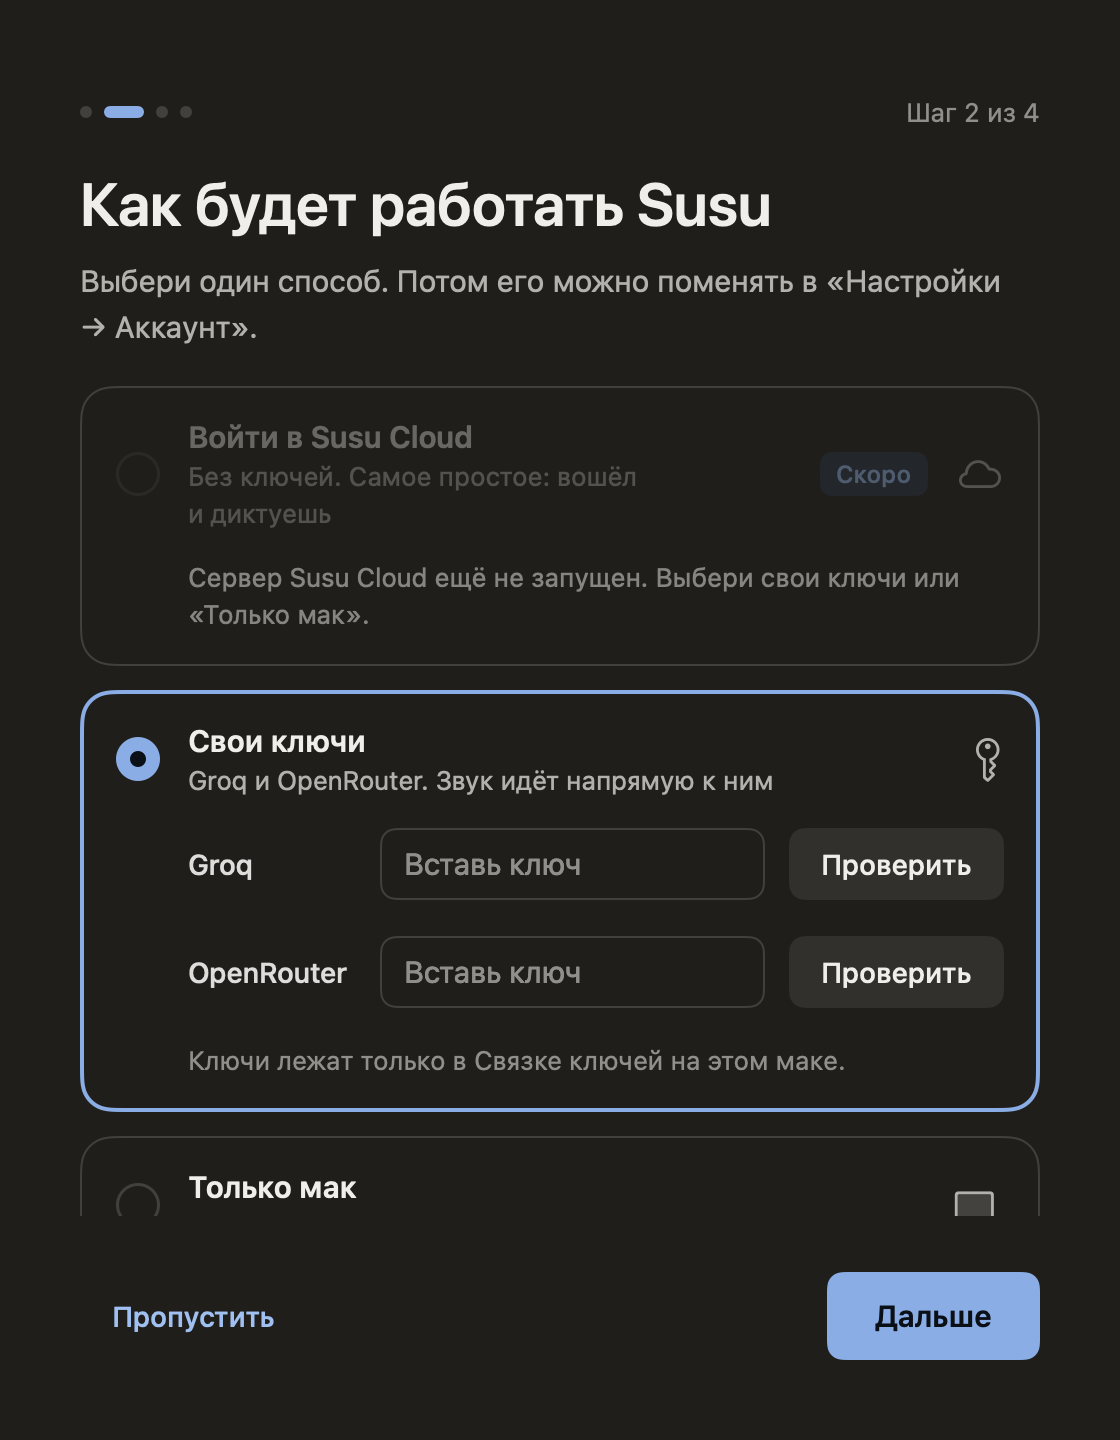 Шаг 2 из 4
Как будет работать Susu
Выбери один способ. Потом его можно поменять в «Настройки
→ Аккаунт».
Войти в Susu Cloud
Без ключей. Самое простое: вошёл
и диктуешь
Скоро
Сервер Susu Cloud ещё не запущен. Выбери свои ключи или
«Только мак».
Свои ключи
Groq и OpenRouter. Звук идёт напрямую к ним
Groq
Вставь ключ
Проверить
OpenRouter
Вставь ключ
Проверить
Ключи лежат только в Связке ключей на этом маке.
Только мак
Пропустить
Дальше